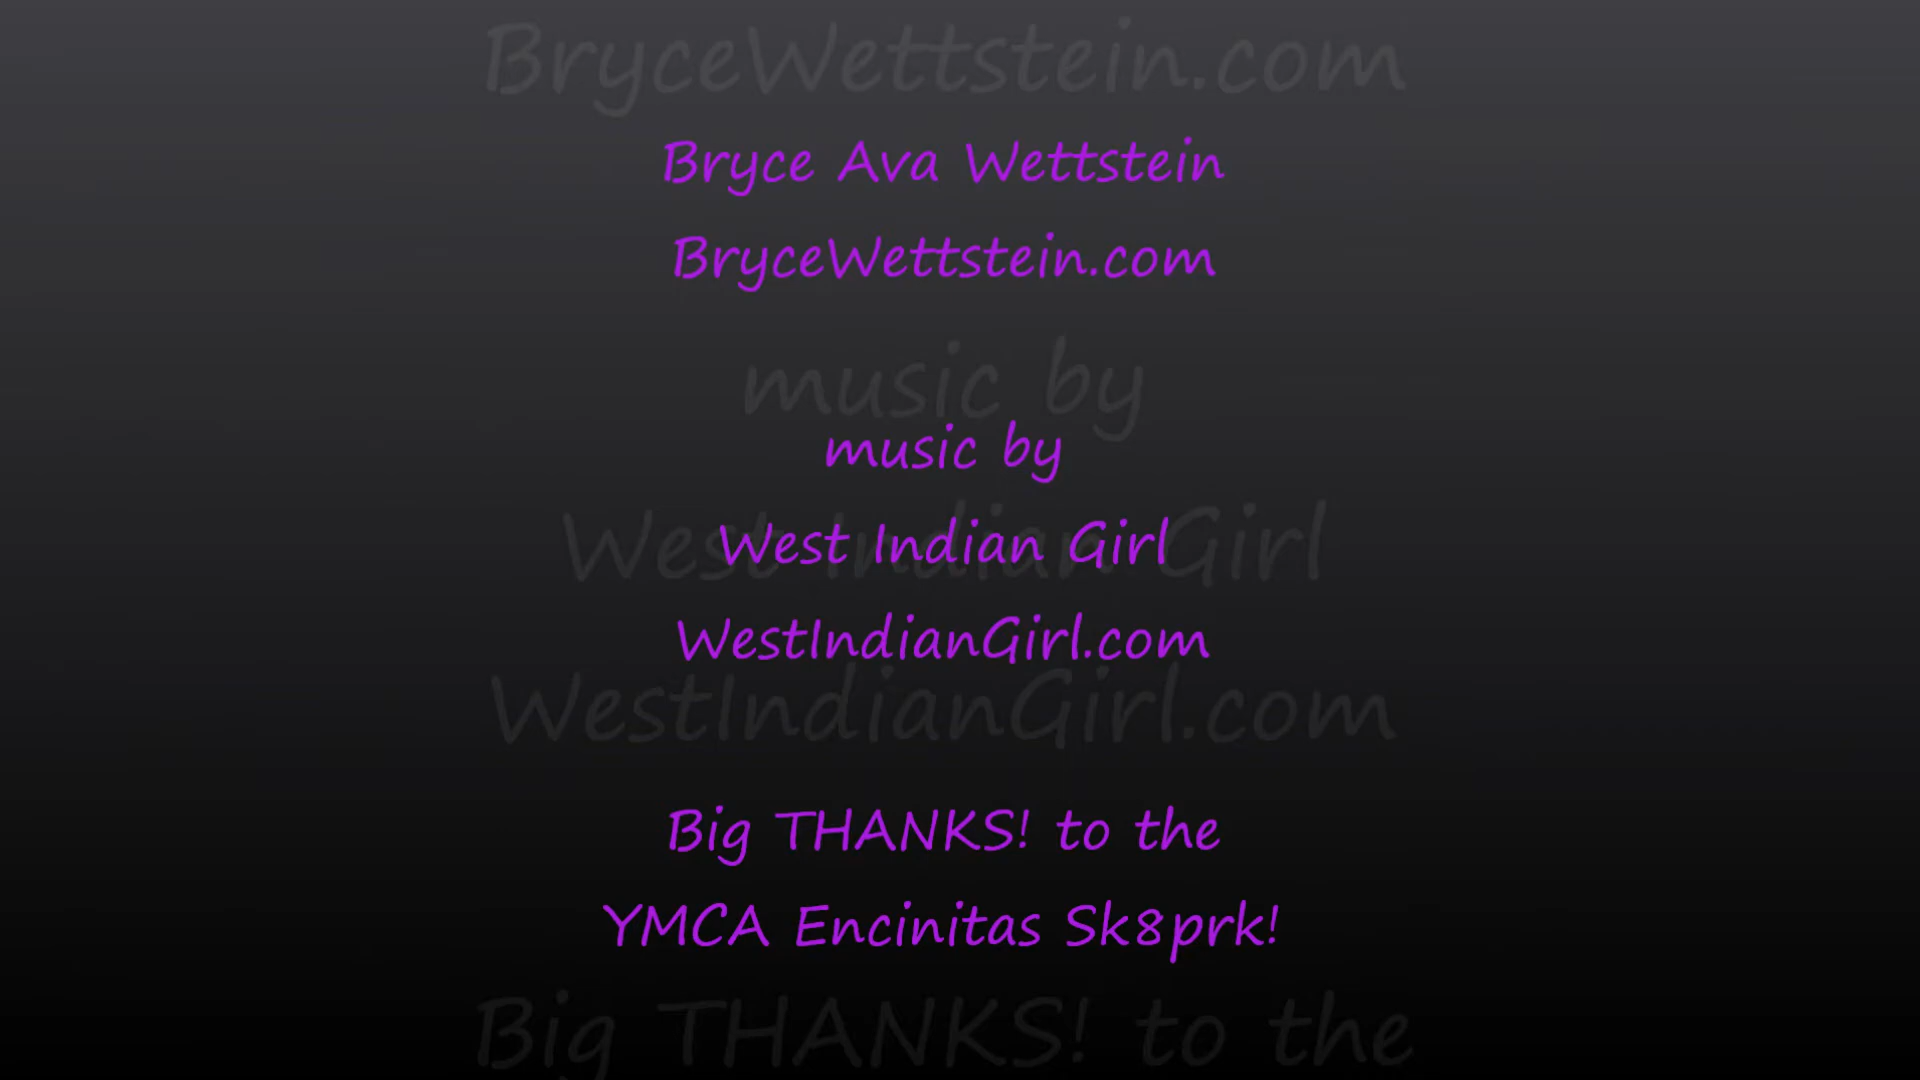 BryceWettstein.com
Bryce Ava Wettstein
BryceWettstein.com
music by
music by
West Indian Girl
West Indian Girl
WestIndianGirl.com
WestIndianGirl.com
Big THANKS! to the
YMCA Encinitas Sk8prk!
Big THANKS! to the